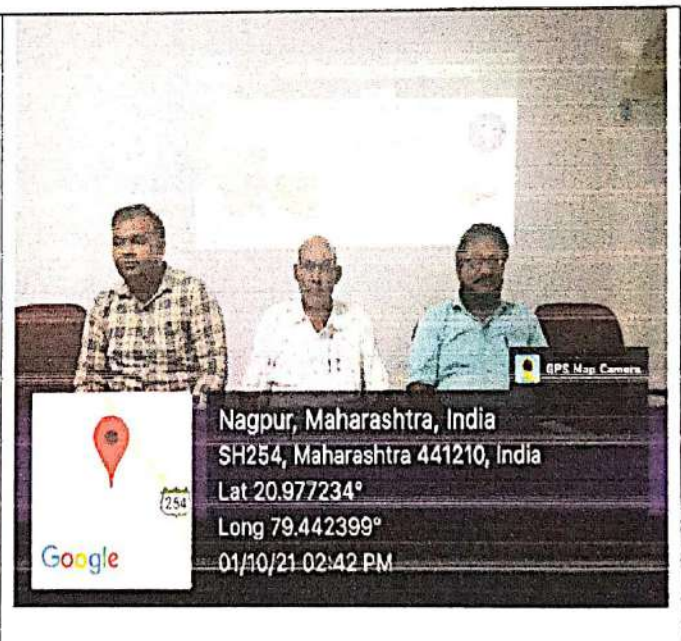 GPS Map Camera
Nagpur, Maharashtra, India
SH254, Maharashtra 441210, India
Lat 20.977234°
Long 79.442399°
01/10/21 02:42 PM
254
Google